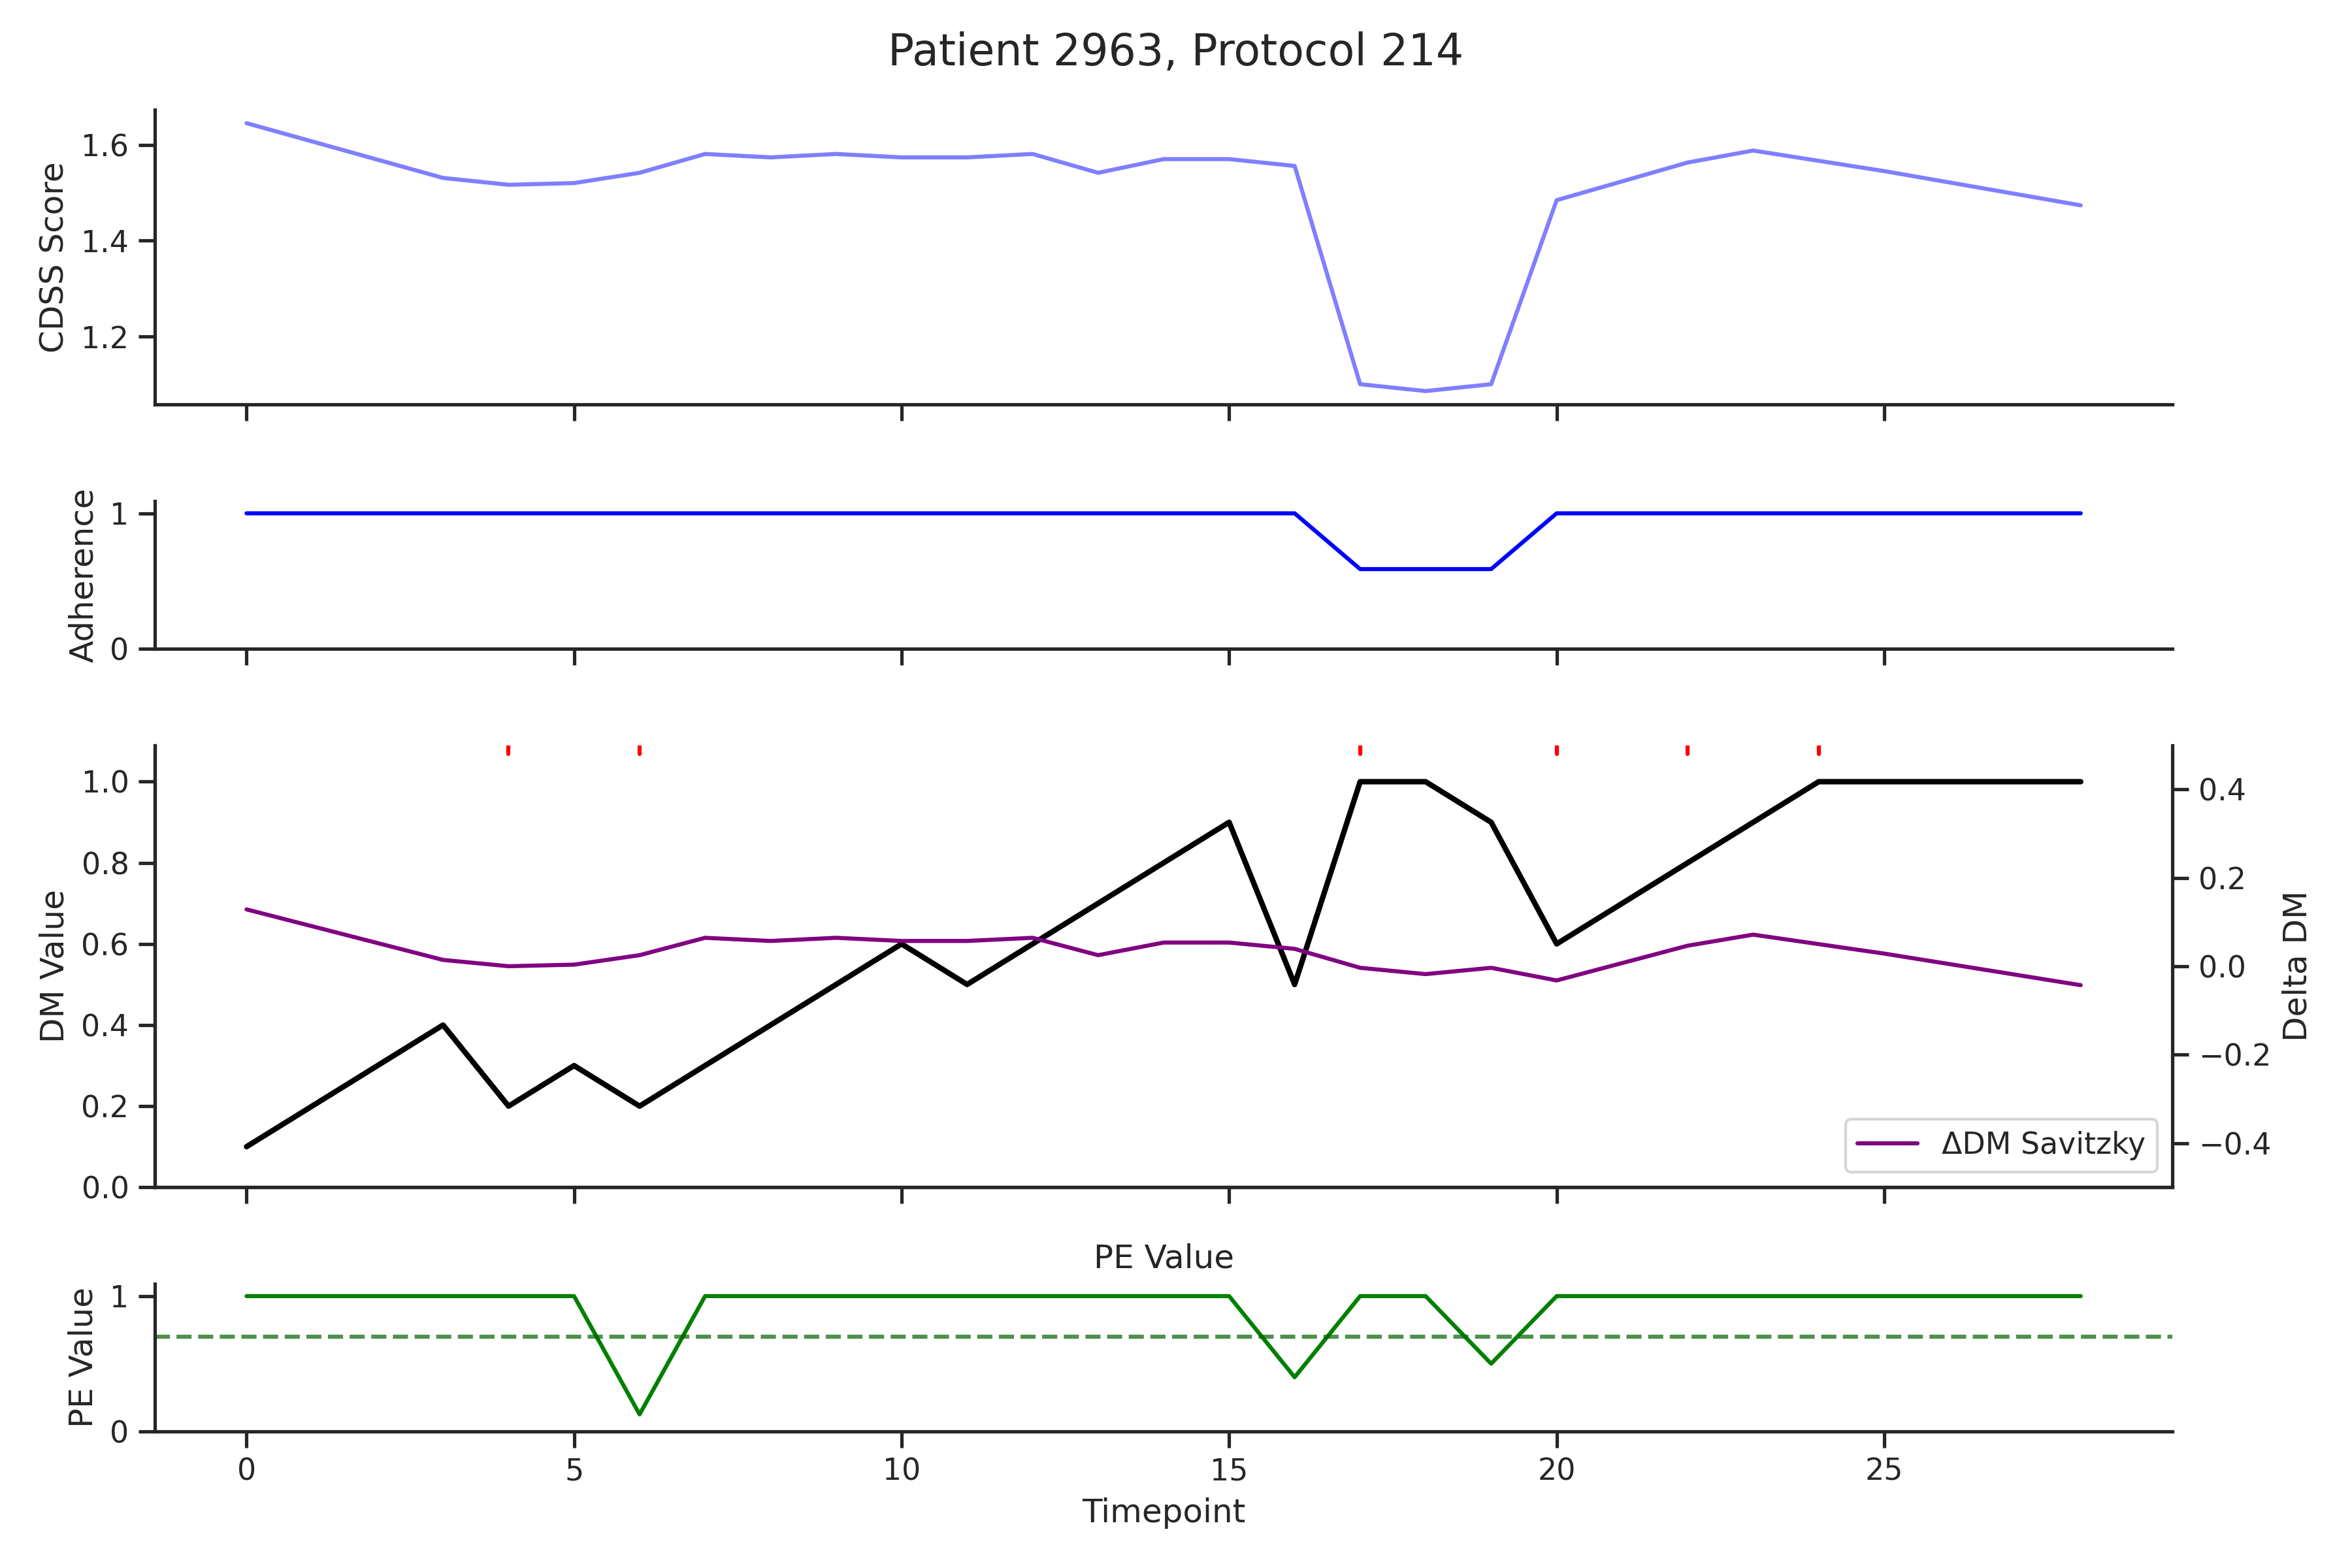 Patient 2963, Protocol 214
CDSS Score
1.6
1.4
1.2
Adherence
1
0
DM Value
1.0
0.8
0.6
0.4
0.2
0.0
0.4
0.2
0.0
−0.2
−0.4
Delta DM
ΔDM Savitzky
PE Value
PE Value
1
0
0 5 10 15 20 25
Timepoint